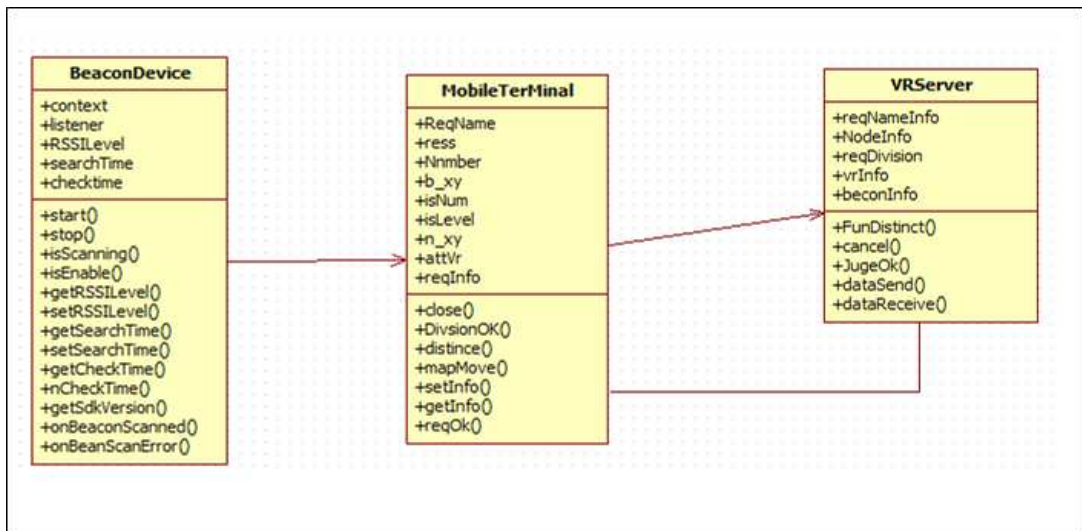 BeaconDevice
+context
+listener
+RSSILevel
+searchTime
+checktime
+start()
+stop()
+isScanning()
+isEnable()
+getRSSILevel()
+setRSSILevel()
+getSearchTime()
+setSearchTime()
+getCheckTime()
+nCheckTime()
+getSdkVersion()
+onBeaconScanned()
+onBeanScanError()
MobileTerMinal
+ReqName
+ress
+Nnmber
+b_xy
+isNum
+isLevel
+n_xy
+attVr
+reqInfo
+close()
+DivsionOK()
+distince()
+mapMove()
+setInfo()
+getInfo()
+reqOk()
VRServer
+reqNameInfo
+NodeInfo
+reqDivision
+vrInfo
+beconInfo
+FunDistinct()
+cancel()
+JugeOk()
+dataSend()
+dataReceive()